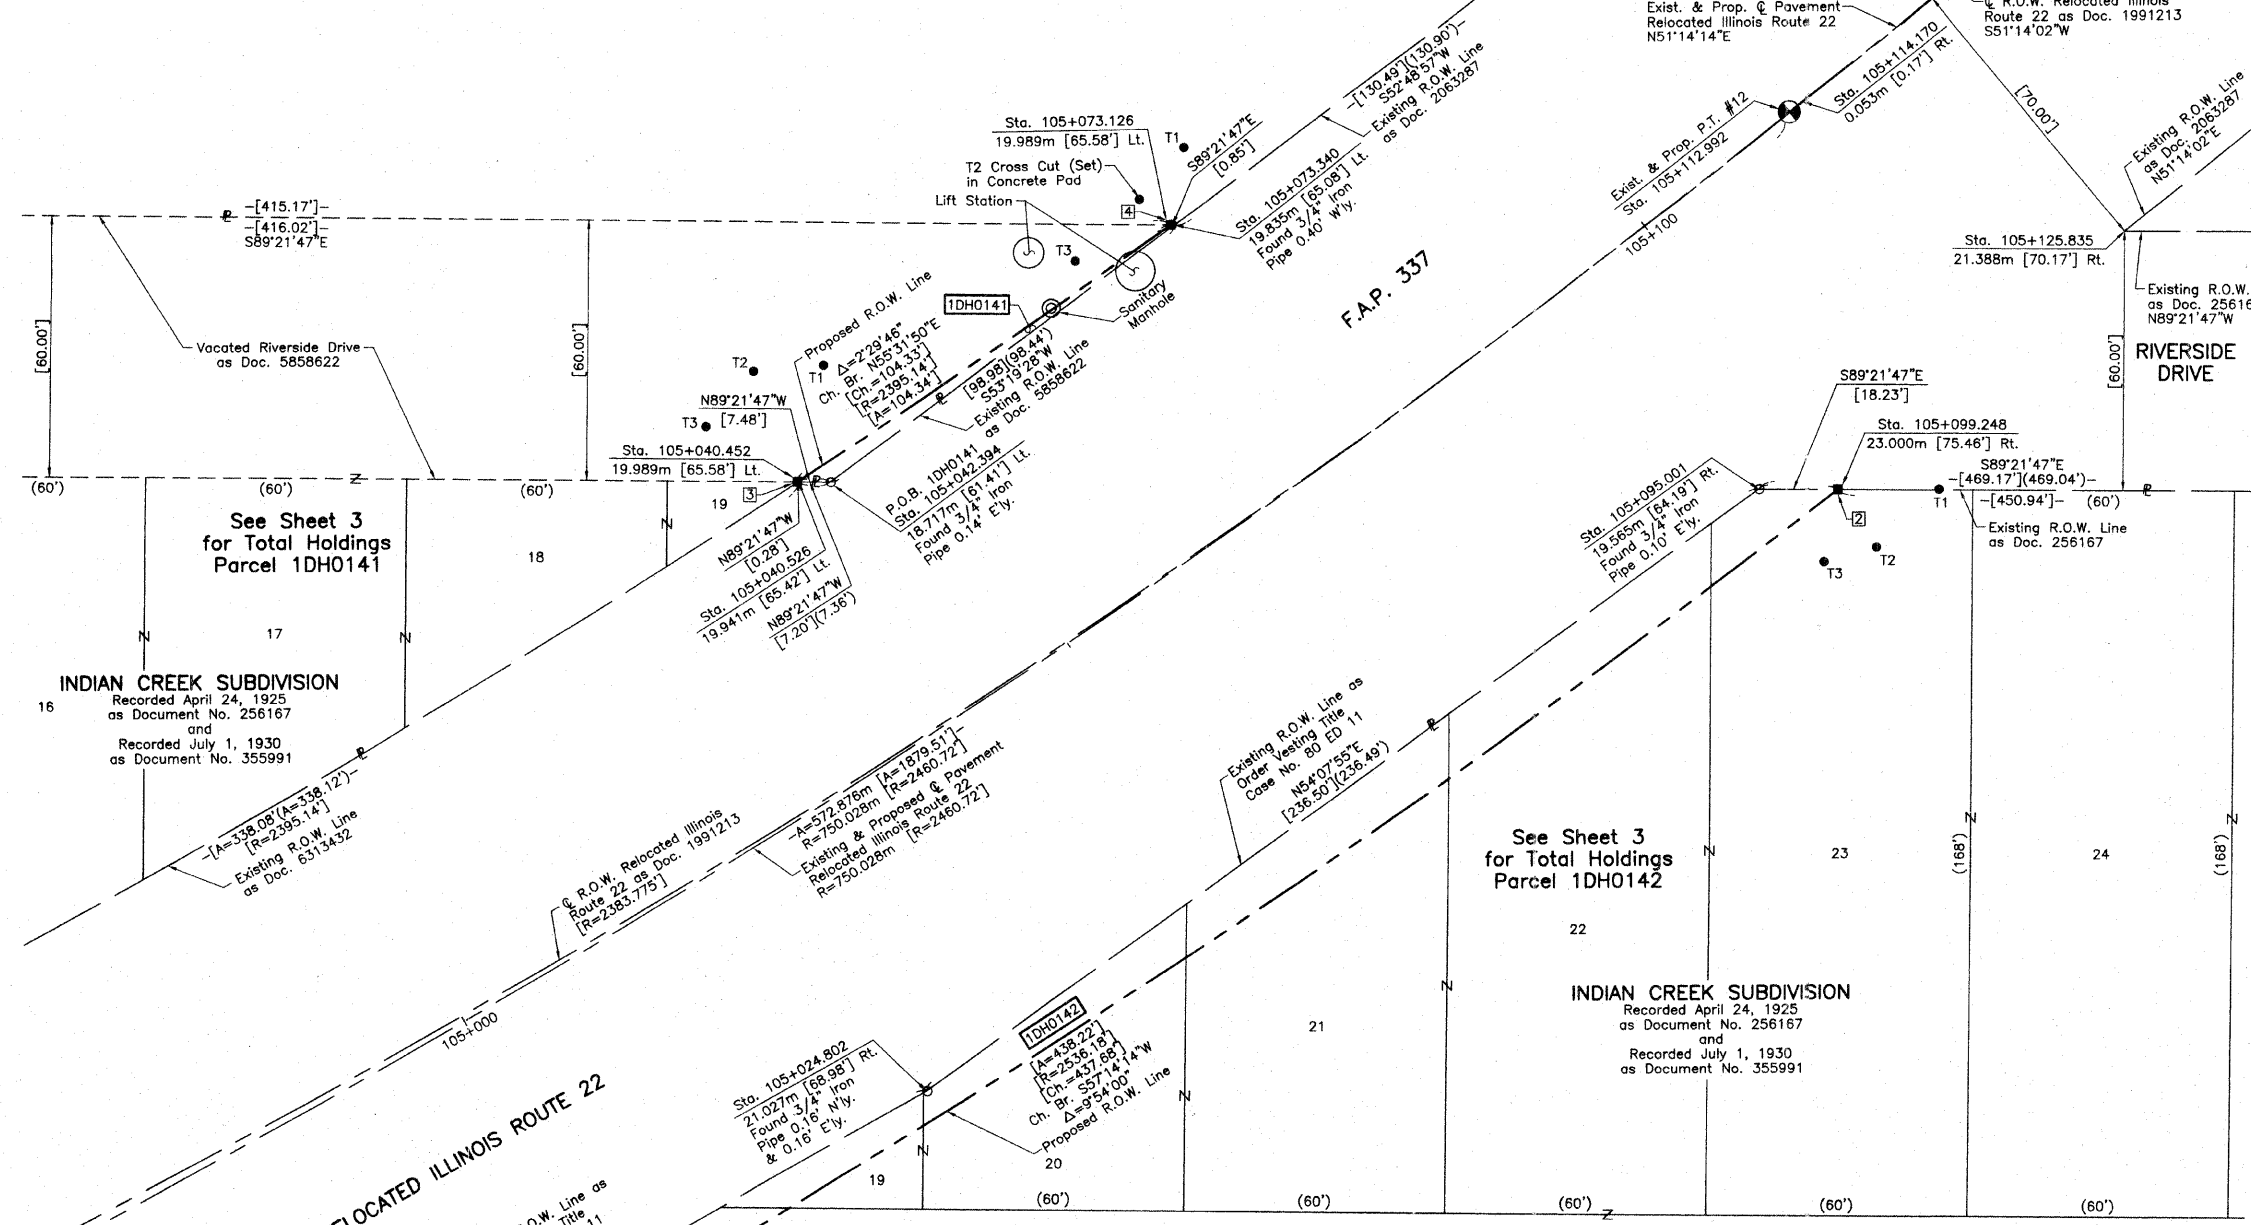 Exist. & Prop. ℄ Pavement
Relocated Illinois Route 22
N51°14'14"E
℄ R.O.W. Relocated Illinois
Route 22 as Doc. 1991213
S51°14'02"W
-[130.49'](130.90')-
S52°48'57"W
Existing R.O.W. Line
as Doc. 2063287
Sta. 105+114.170
0.053m [0.17'] Rt.
[70.00']
Existing R.O.W. Line
as Doc. 2063287
N51°14'02"E
Exist. & Prop. P.T. #12
Sta. 105+112.992
105+100
Sta. 105+073.126
19.989m [65.58'] Lt.
T1
S89°21'47"E
[0.85']
T2 Cross Cut (Set)
in Concrete Pad
Lift Station
4
T3
Sta. 105+073.340
19.835m [65.08'] Lt.
Found 3/4" Iron
Pipe 0.40' W'ly.
-[415.17']-
-[416.02']-
S89°21'47"E
[60.00']
[60.00']
Vacated Riverside Drive
as Doc. 5858622
Sta. 105+125.835
21.388m [70.17'] Rt.
Existing R.O.W.
as Doc. 25616
N89°21'47"W
[60.00']
RIVERSIDE
DRIVE
F.A.P. 337
1DH0141
Sanitary
Manhole
Proposed R.O.W. Line
Δ=2°29'46"
Ch. Br. N55°31'50"E
[Ch.=104.33']
[R=2395.14']
[A=104.34']
[98.98](98.44')
S53°19'28"W
Existing R.O.W. Line
as Doc. 5858622
T2
T1
T3
N89°21'47"W
[7.48']
Sta. 105+040.452
19.989m [65.58'] Lt.
3
P.O.B. 1DH0141
Sta. 105+042.394
18.717m [61.41'] Lt.
Found 3/4" Iron
Pipe 0.14' E'ly.
N89°21'47"W
[0.28']
Sta. 105+040.526
19.941m [65.42'] Lt.
N89°21'47"W
[7.20'](7.36')
(60')
(60')
(60')
19
18
17
16
See Sheet 3
for Total Holdings
Parcel 1DH0141
INDIAN CREEK SUBDIVISION
Recorded April 24, 1925
as Document No. 256167
and
Recorded July 1, 1930
as Document No. 355991
S89°21'47"E
[18.23']
Sta. 105+099.248
23.000m [75.46'] Rt.
S89°21'47"E
-[469.17'](469.04')-
-[450.94']-
(60')
T1
2
Existing R.O.W. Line
as Doc. 256167
T2
T3
Sta. 105+095.001
19.565m [64.19'] Rt.
Found 3/4" Iron
Pipe 0.10' E'ly.
-[A=338.08'(A=338.12')-
[R=2395.14']
Existing R.O.W. Line
as Doc. 6313432
℄ R.O.W. Relocated Illinois
Route 22 as Doc. 1991213
[R=2383.775']
-A=572.876m [A=1879.51']-
R=750.028m [R=2460.72']
Existing & Proposed ℄ Pavement
Relocated Illinois Route 22
R=750.028m [R=2460.72']
Existing R.O.W. Line as
Order Vesting Title
Case No. 80 ED 11
N54°07'55"E
[236.50'](236.49')
See Sheet 3
for Total Holdings
Parcel 1DH0142
22
23
24
(168')
(168')
21
INDIAN CREEK SUBDIVISION
Recorded April 24, 1925
as Document No. 256167
and
Recorded July 1, 1930
as Document No. 355991
105+000
Sta. 105+024.802
21.027m [68.98'] Rt.
Found 3/4" Iron
Pipe 0.16' N'ly.
& 0.16' E'ly.
1DH0142
[A=438.22']
[R=2536.18']
[Ch.=437.68']
Ch. Br. S57°14'14"W
Δ=9°54'00"
Proposed R.O.W. Line
20
19
(60')
(60')
(60')
(60')
(60')
LOCATED ILLINOIS ROUTE 22
R.O.W. Line as
Title
11